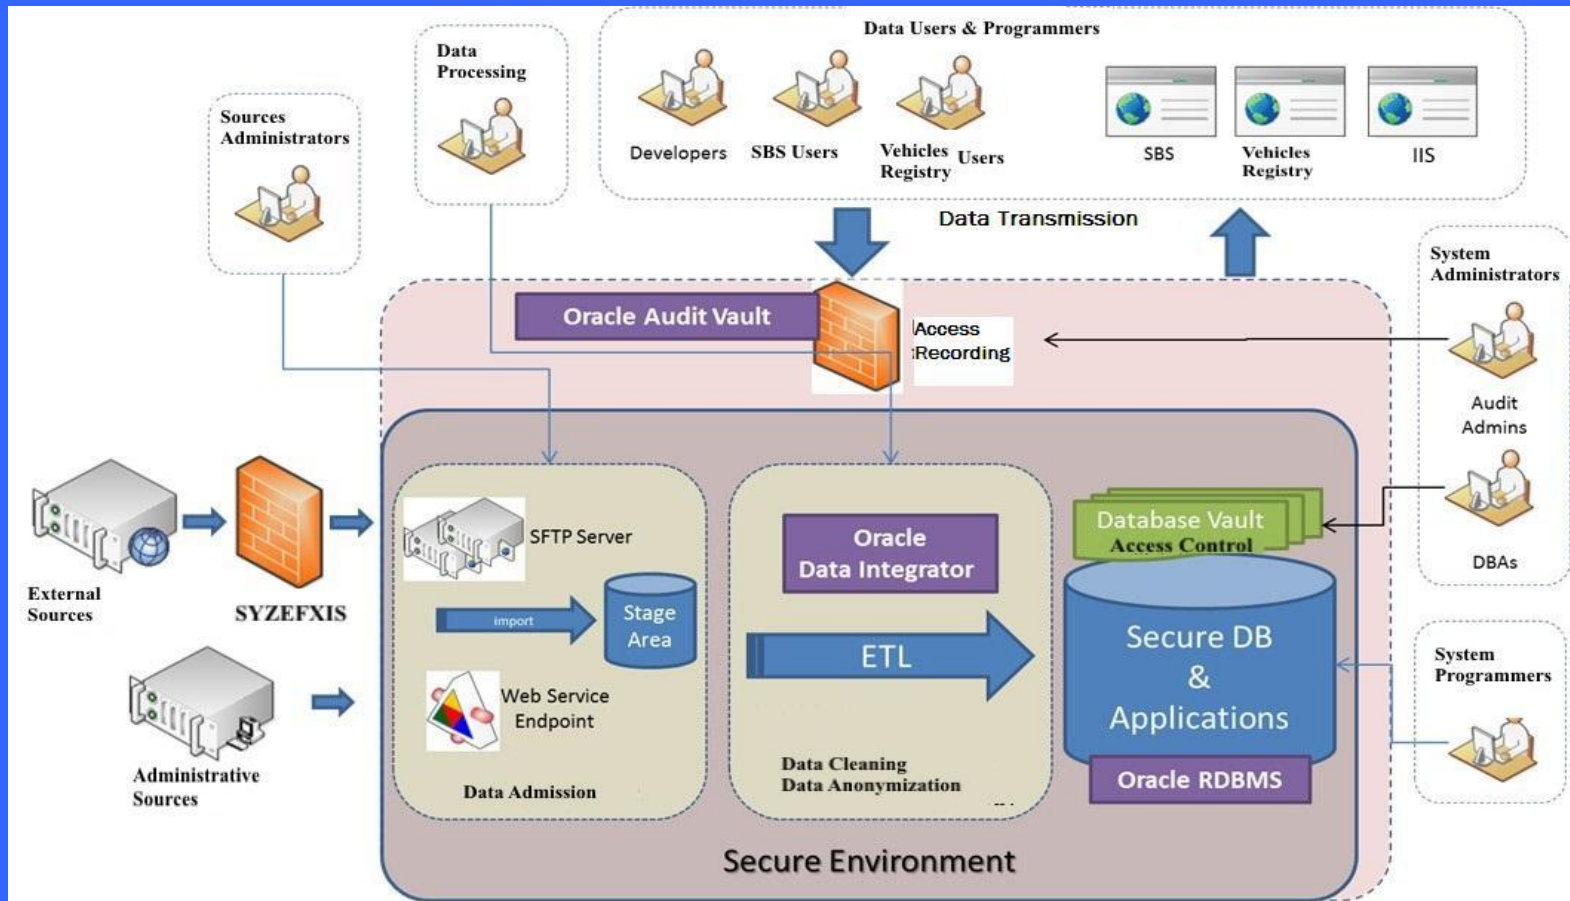 Data Users & Programmers
Data
Processing
Sources
Administrators
Developers
SBS Users
Vehicles
Registry
Users
SBS
Vehicles
Registry
IIS
Data Transmission
System
Administrators
Oracle Audit Vault
Access
Recording
Audit
Admins
DBAs
External
Sources
SYZEFXIS
SFTP Server
import
Stage
Area
Web Service
Endpoint
Data Admission
Oracle
Data Integrator
ETL
Data Cleaning
Data Anonymization
Database Vault
Access Control
Secure DB
&
Applications
Oracle RDBMS
System
Programmers
Administrative
Sources
Secure Environment